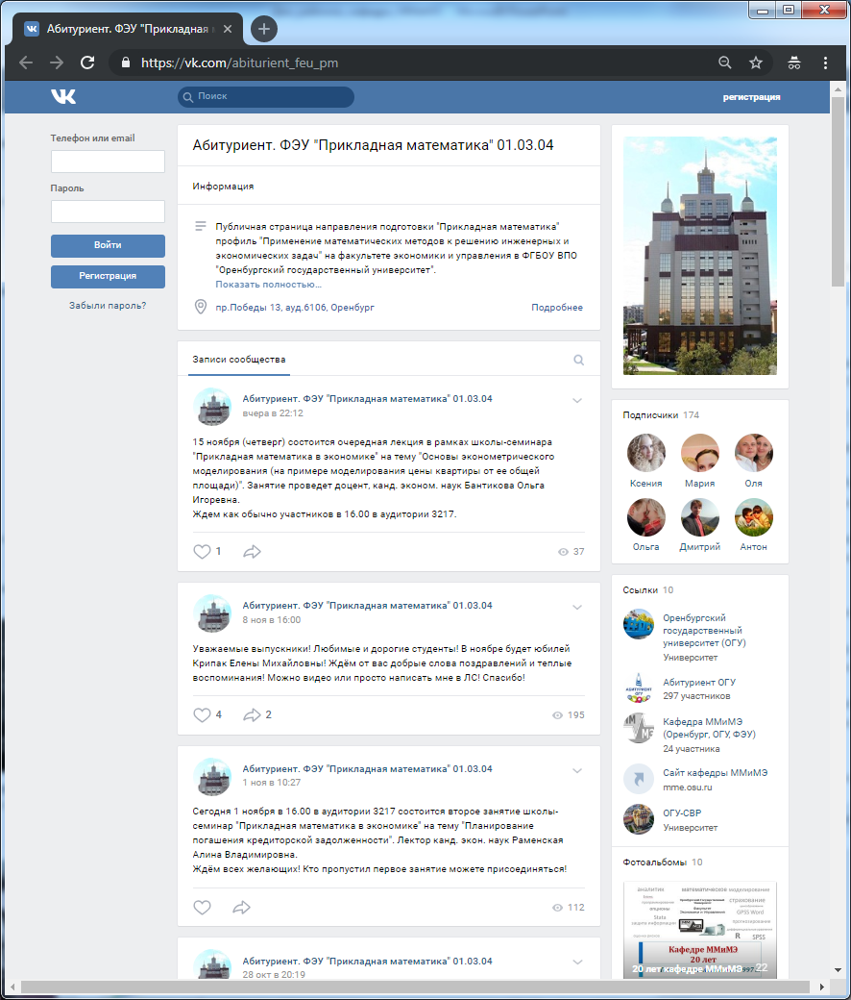 Абитуриент. ФЭУ "Прикладная
https://vk.com/abiturient_feu_pm
Поиск
регистрация
Телефон или email
Пароль
Войти
Регистрация
Забыли пароль?
Абитуриент. ФЭУ "Прикладная математика" 01.03.04
Информация
Публичная страница направления подготовки "Прикладная математика"
профиль "Применение математических методов к решению инженерных и
экономических задач" на факультете экономики и управления в ФГБОУ ВПО
"Оренбургский государственный университет".
Показать полностью…
пр.Победы 13, ауд.6106, Оренбург
Подробнее
Записи сообщества
Абитуриент. ФЭУ "Прикладная математика" 01.03.04
вчера в 22:12
15 ноября (четверг) состоится очередная лекция в рамках школы-семинара
"Прикладная математика в экономике" на тему "Основы эконометрического
моделирования (на примере моделирования цены квартиры от ее общей
площади)". Занятие проведет доцент, канд. эконом. наук Бантикова Ольга
Игоревна.
Ждем как обычно участников в 16.00 в аудитории 3217.
1
37
Абитуриент. ФЭУ "Прикладная математика" 01.03.04
8 ноя в 16:00
Уважаемые выпускники! Любимые и дорогие студенты! В ноябре будет юбилей
Крипак Елены Михайловны! Ждём от вас добрые слова поздравлений и теплые
воспоминания! Можно видео или просто написать мне в ЛС! Спасибо!
4
2
195
Абитуриент. ФЭУ "Прикладная математика" 01.03.04
1 ноя в 10:27
Сегодня 1 ноября в 16.00 в аудитории 3217 состоится второе занятие школы-
семинар "Прикладная математика в экономике" на тему "Планирование
погашения кредиторской задолженности". Лектор канд. экон. наук Раменская
Алина Владимировна.
Ждём всех желающих! Кто пропустил первое занятие можете присоединяться!
112
Абитуриент. ФЭУ "Прикладная математика" 01.03.04
28 окт в 20:19
Подписчики 174
Ксения
Мария
Оля
Ольга
Дмитрий
Антон
Ссылки 10
Оренбургский
государственный
университет (ОГУ)
Университет
Абитуриент ОГУ
297 участников
Кафедра ММиМЭ
(Оренбург, ОГУ, ФЭУ)
24 участника
Сайт кафедры ММиМЭ
mme.osu.ru
ОГУ-СВР
Университет
Фотоальбомы 10
аналитик
математическое моделирование
страхование
опционы
GPSS Word
Stata
защита информации
прогнозирование
R
SPSS
Кафедре ММиМЭ
20 лет
20 лет кафедре ММиМЭ
22